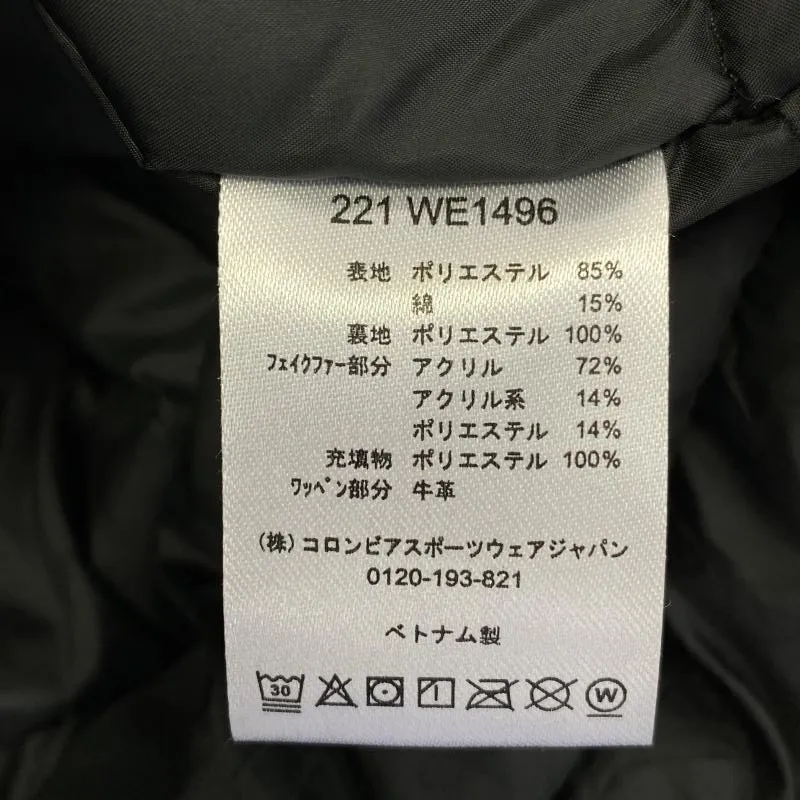 221 WE1496
表地 ポリエステル 85%
綿 15%
裏地 ポリエステル 100%
フェイクファー部分 アクリル 72%
アクリル系 14%
ポリエステル 14%
充填物 ポリエステル 100%
ワッペン部分 牛革
(株)コロンビアスポーツウェアジャパン
0120-193-821
ベトナム製
30 W